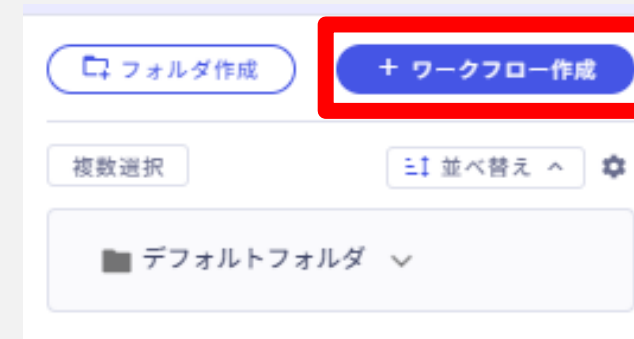 フォルダ作成
+ ワークフロー作成
複数選択
並べ替え
デフォルトフォルダ